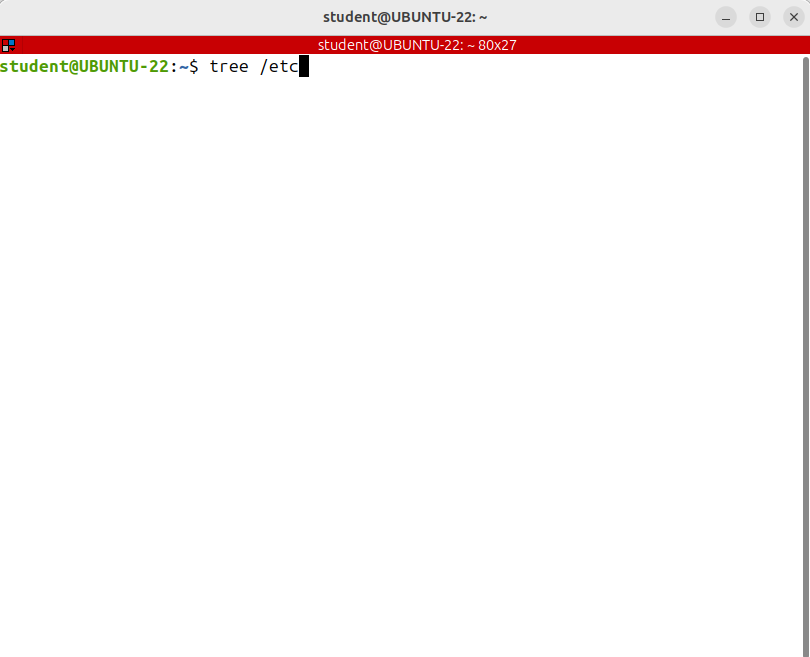 student@UBUNTU-22: ~
student@UBUNTU-22: ~ 80x27
student@UBUNTU-22:~$ tree /etc